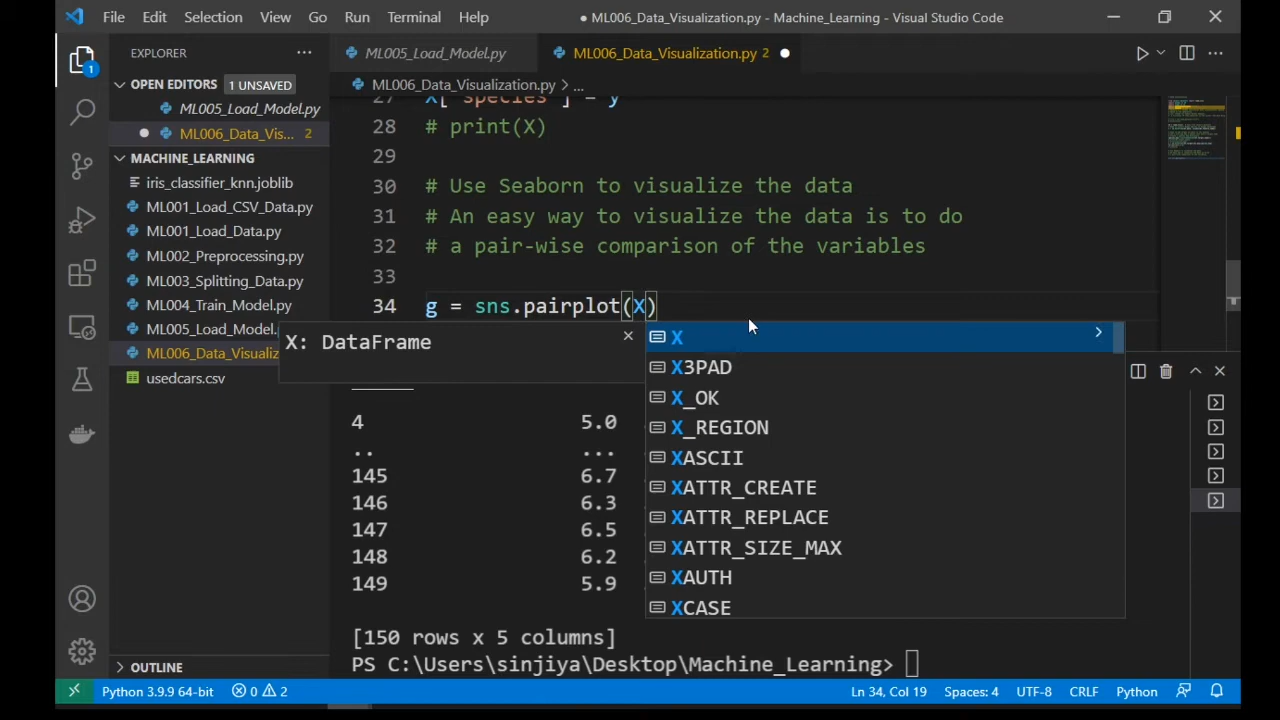 File Edit Selection View Go Run Terminal Help
● ML006_Data_Visualization.py - Machine_Learning - Visual Studio Code
EXPLORER ...
ML005_Load_Model.py
ML006_Data_Visualization.py 2
1
OPEN EDITORS 1 UNSAVED
ML006_Data_Visualization.py > ...
ML005_Load_Model.py
ML006_Data_Vis... 2
MACHINE_LEARNING
iris_classifier_knn.joblib
ML001_Load_CSV_Data.py
ML001_Load_Data.py
ML002_Preprocessing.py
ML003_Splitting_Data.py
ML004_Train_Model.py
ML005_Load_Model.
ML006_Data_Visualiz
usedcars.csv
OUTLINE
27 X['species'] = y
28 # print(X)
29
30 # Use Seaborn to visualize the data
31 # An easy way to visualize the data is to do
32 # a pair-wise comparison of the variables
33
34 g = sns.pairplot(X)
X: DataFrame
X
X3PAD
X_OK
X_REGION
XASCII
XATTR_CREATE
XATTR_REPLACE
XATTR_SIZE_MAX
XAUTH
XCASE
4 5.0
.. ...
145 6.7
146 6.3
147 6.5
148 6.2
149 5.9
[150 rows x 5 columns]
PS C:\Users\sinjiya\Desktop\Machine_Learning>
Python 3.9.9 64-bit 0 2 Ln 34, Col 19 Spaces: 4 UTF-8 CRLF Python